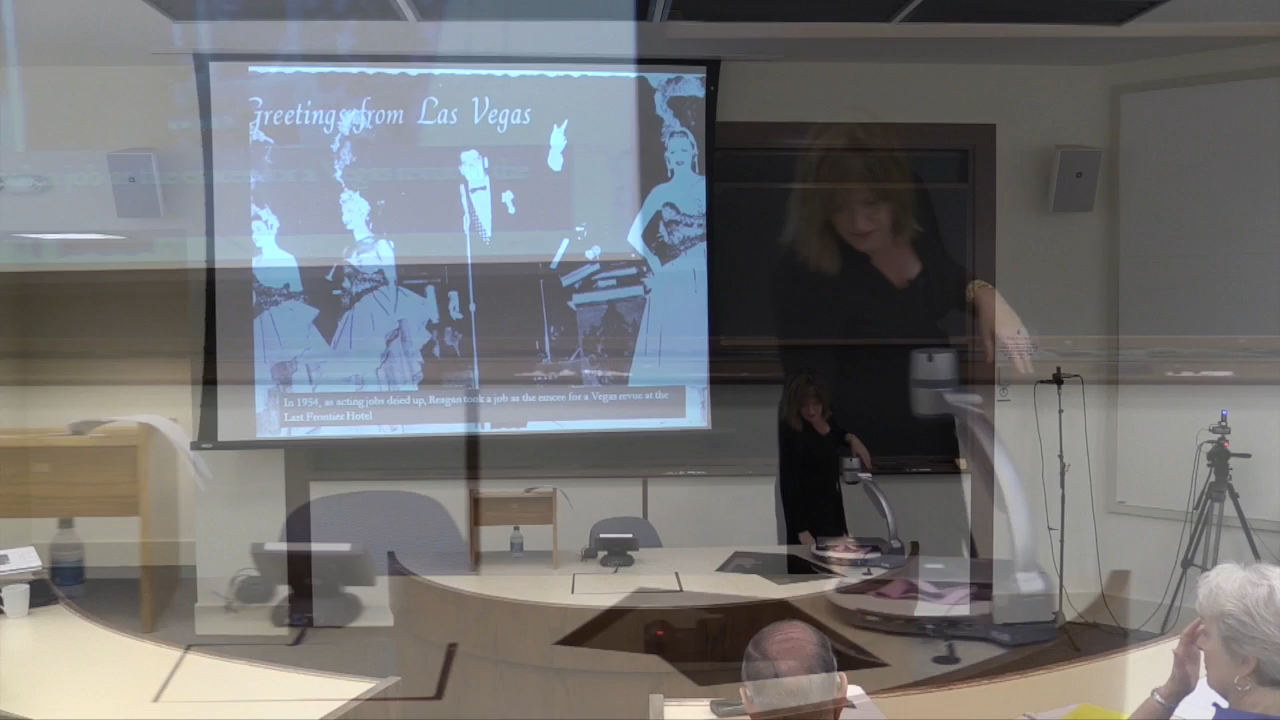 Greetings from Las Vegas
In 1954, as acting jobs dried up, Reagan took a job as the emcee for a Vegas revue at the
Last Frontier Hotel